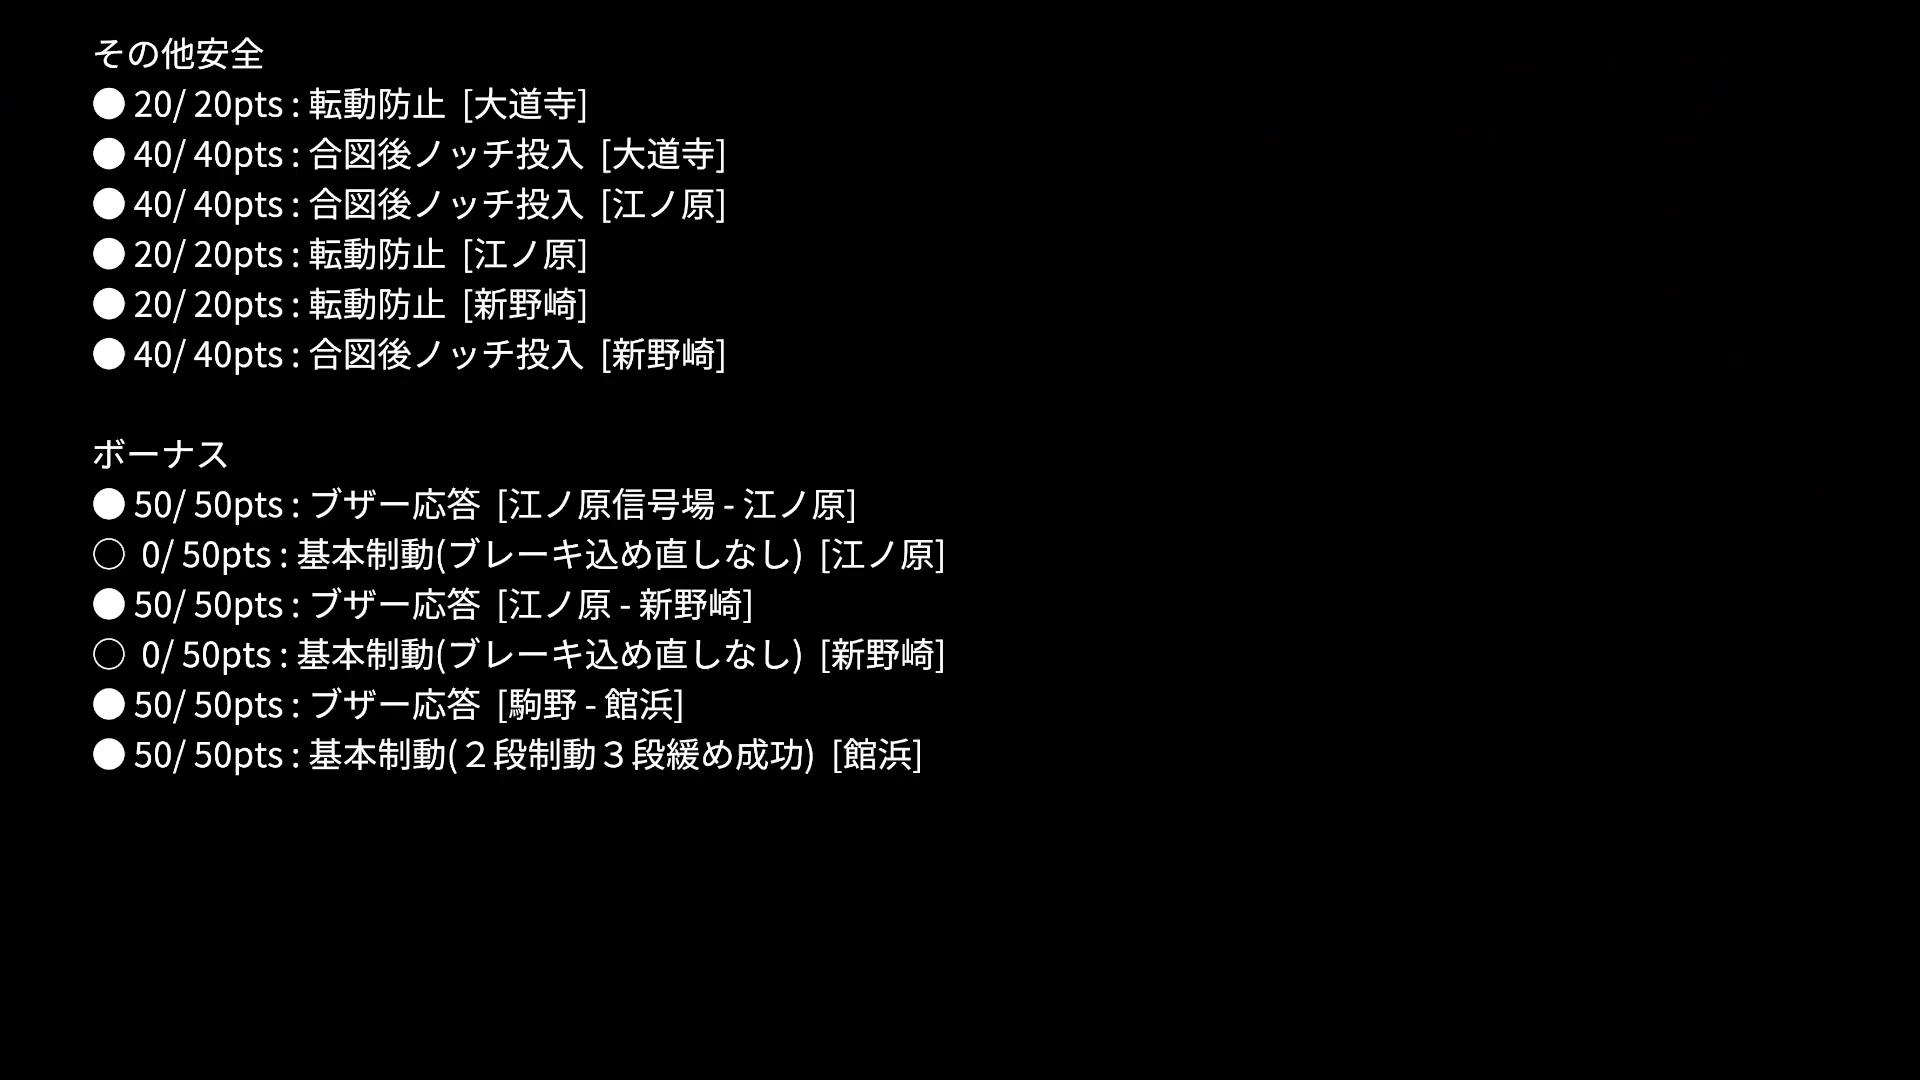 その他安全
● 20/ 20pts : 転動防止 [大道寺]
● 40/ 40pts : 合図後ノッチ投入 [大道寺]
● 40/ 40pts : 合図後ノッチ投入 [江ノ原]
● 20/ 20pts : 転動防止 [江ノ原]
● 20/ 20pts : 転動防止 [新野崎]
● 40/ 40pts : 合図後ノッチ投入 [新野崎]
ボーナス
● 50/ 50pts : ブザー応答 [江ノ原信号場 - 江ノ原]
○ 0/ 50pts : 基本制動(ブレーキ込め直しなし) [江ノ原]
● 50/ 50pts : ブザー応答 [江ノ原 - 新野崎]
○ 0/ 50pts : 基本制動(ブレーキ込め直しなし) [新野崎]
● 50/ 50pts : ブザー応答 [駒野 - 館浜]
● 50/ 50pts : 基本制動(２段制動３段緩め成功) [館浜]